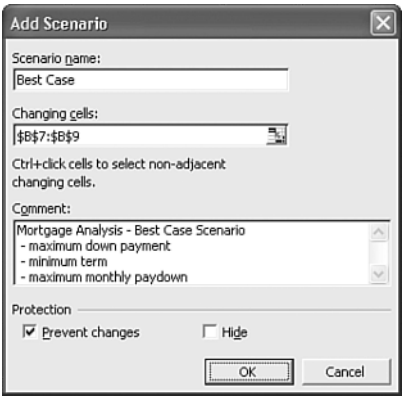 Add Scenario
Scenario name:
Best Case
Changing cells:
$B$7:$B$9
Ctrl+click cells to select non-adjacent
changing cells.
Comment:
Mortgage Analysis - Best Case Scenario
- maximum down payment
- minimum term
- maximum monthly paydown
Protection
Prevent changes Hide
OK Cancel